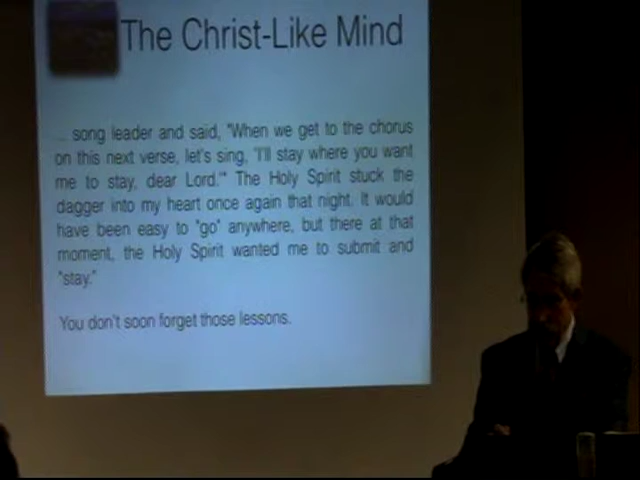 The Christ-Like Mind
... song leader and said, "When we get to the chorus
on this next verse, let's sing, "I'll stay where you want
me to stay, dear Lord."" The Holy Spirit stuck the
dagger into my heart once again that night. It would
have been easy to "go" anywhere, but there at that
moment, the Holy Spirit wanted me to submit and
"stay."
You don't soon forget those lessons.